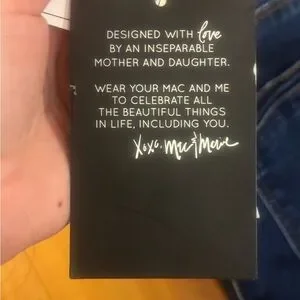 DESIGNED WITH love
BY AN INSEPARABLE
MOTHER AND DAUGHTER.
WEAR YOUR MAC AND ME
TO CELEBRATE ALL
THE BEAUTIFUL THINGS
IN LIFE, INCLUDING YOU.
XoXo, Mac & Me